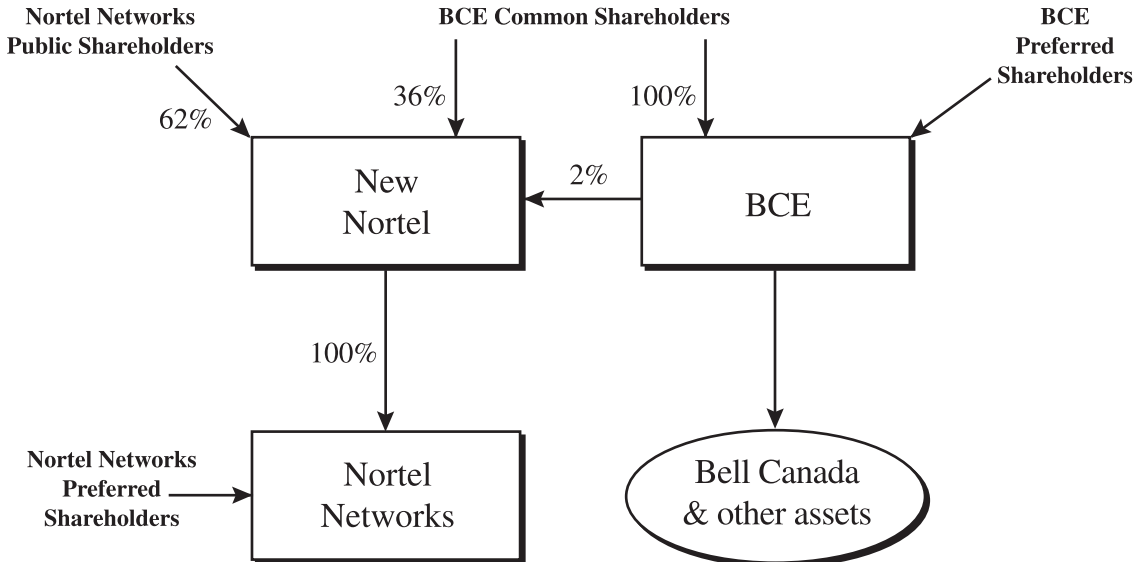 Nortel Networks
Public Shareholders
BCE Common Shareholders
BCE
Preferred
Shareholders
62%
36%
100%
New
Nortel
2%
BCE
100%
Nortel Networks
Preferred
Shareholders
Nortel
Networks
Bell Canada
& other assets